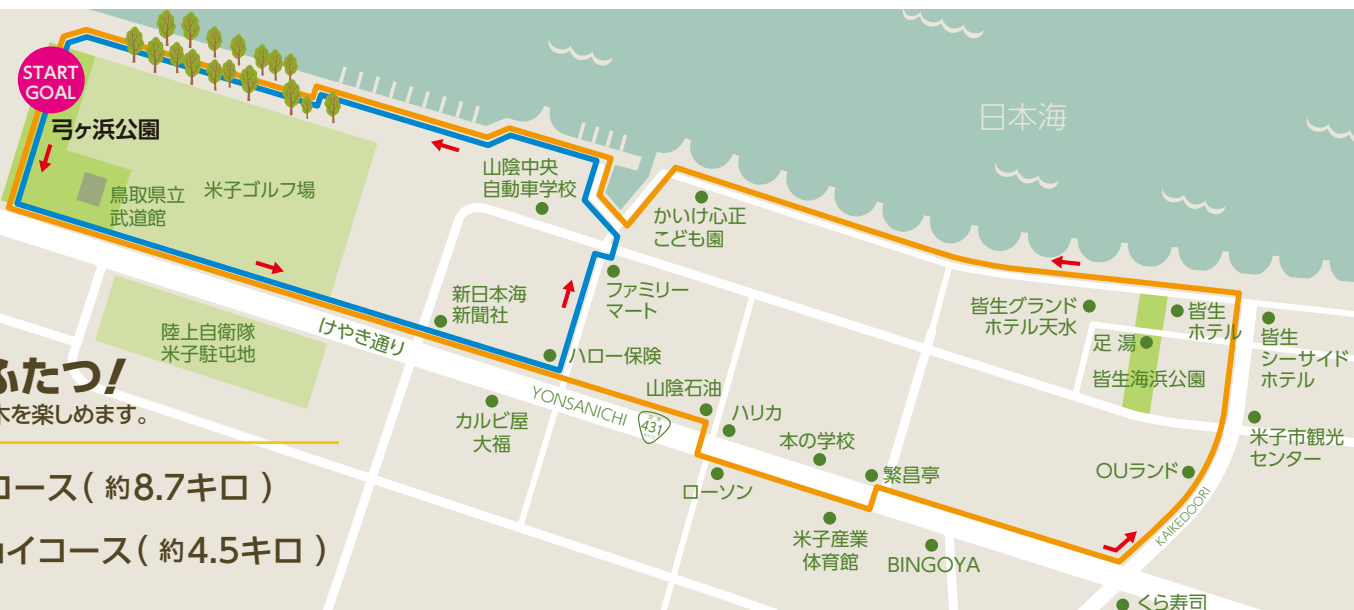 START
GOAL
弓ヶ浜公園
鳥取県立
武道館
米子ゴルフ場
日本海
山陰中央
自動車学校
かいけ心正
こども園
ファミリー
マート
新日本海
新聞社
ハロー保険
けやき通り
陸上自衛隊
米子駐屯地
皆生グランド
ホテル天水
足湯
皆生
ホテル
皆生海浜公園
皆生
シーサイド
ホテル
米子市観光
センター
OUランド
KAIKEDOORI
YONSANICHI
431
山陰石油
ハリカ
本の学校
繁昌亭
カルビ屋
大福
ローソン
米子産業
体育館
BINGOYA
くら寿司
ふたつ!
木を楽しめます。
コース( 約8.7キロ )
イコース( 約4.5キロ )